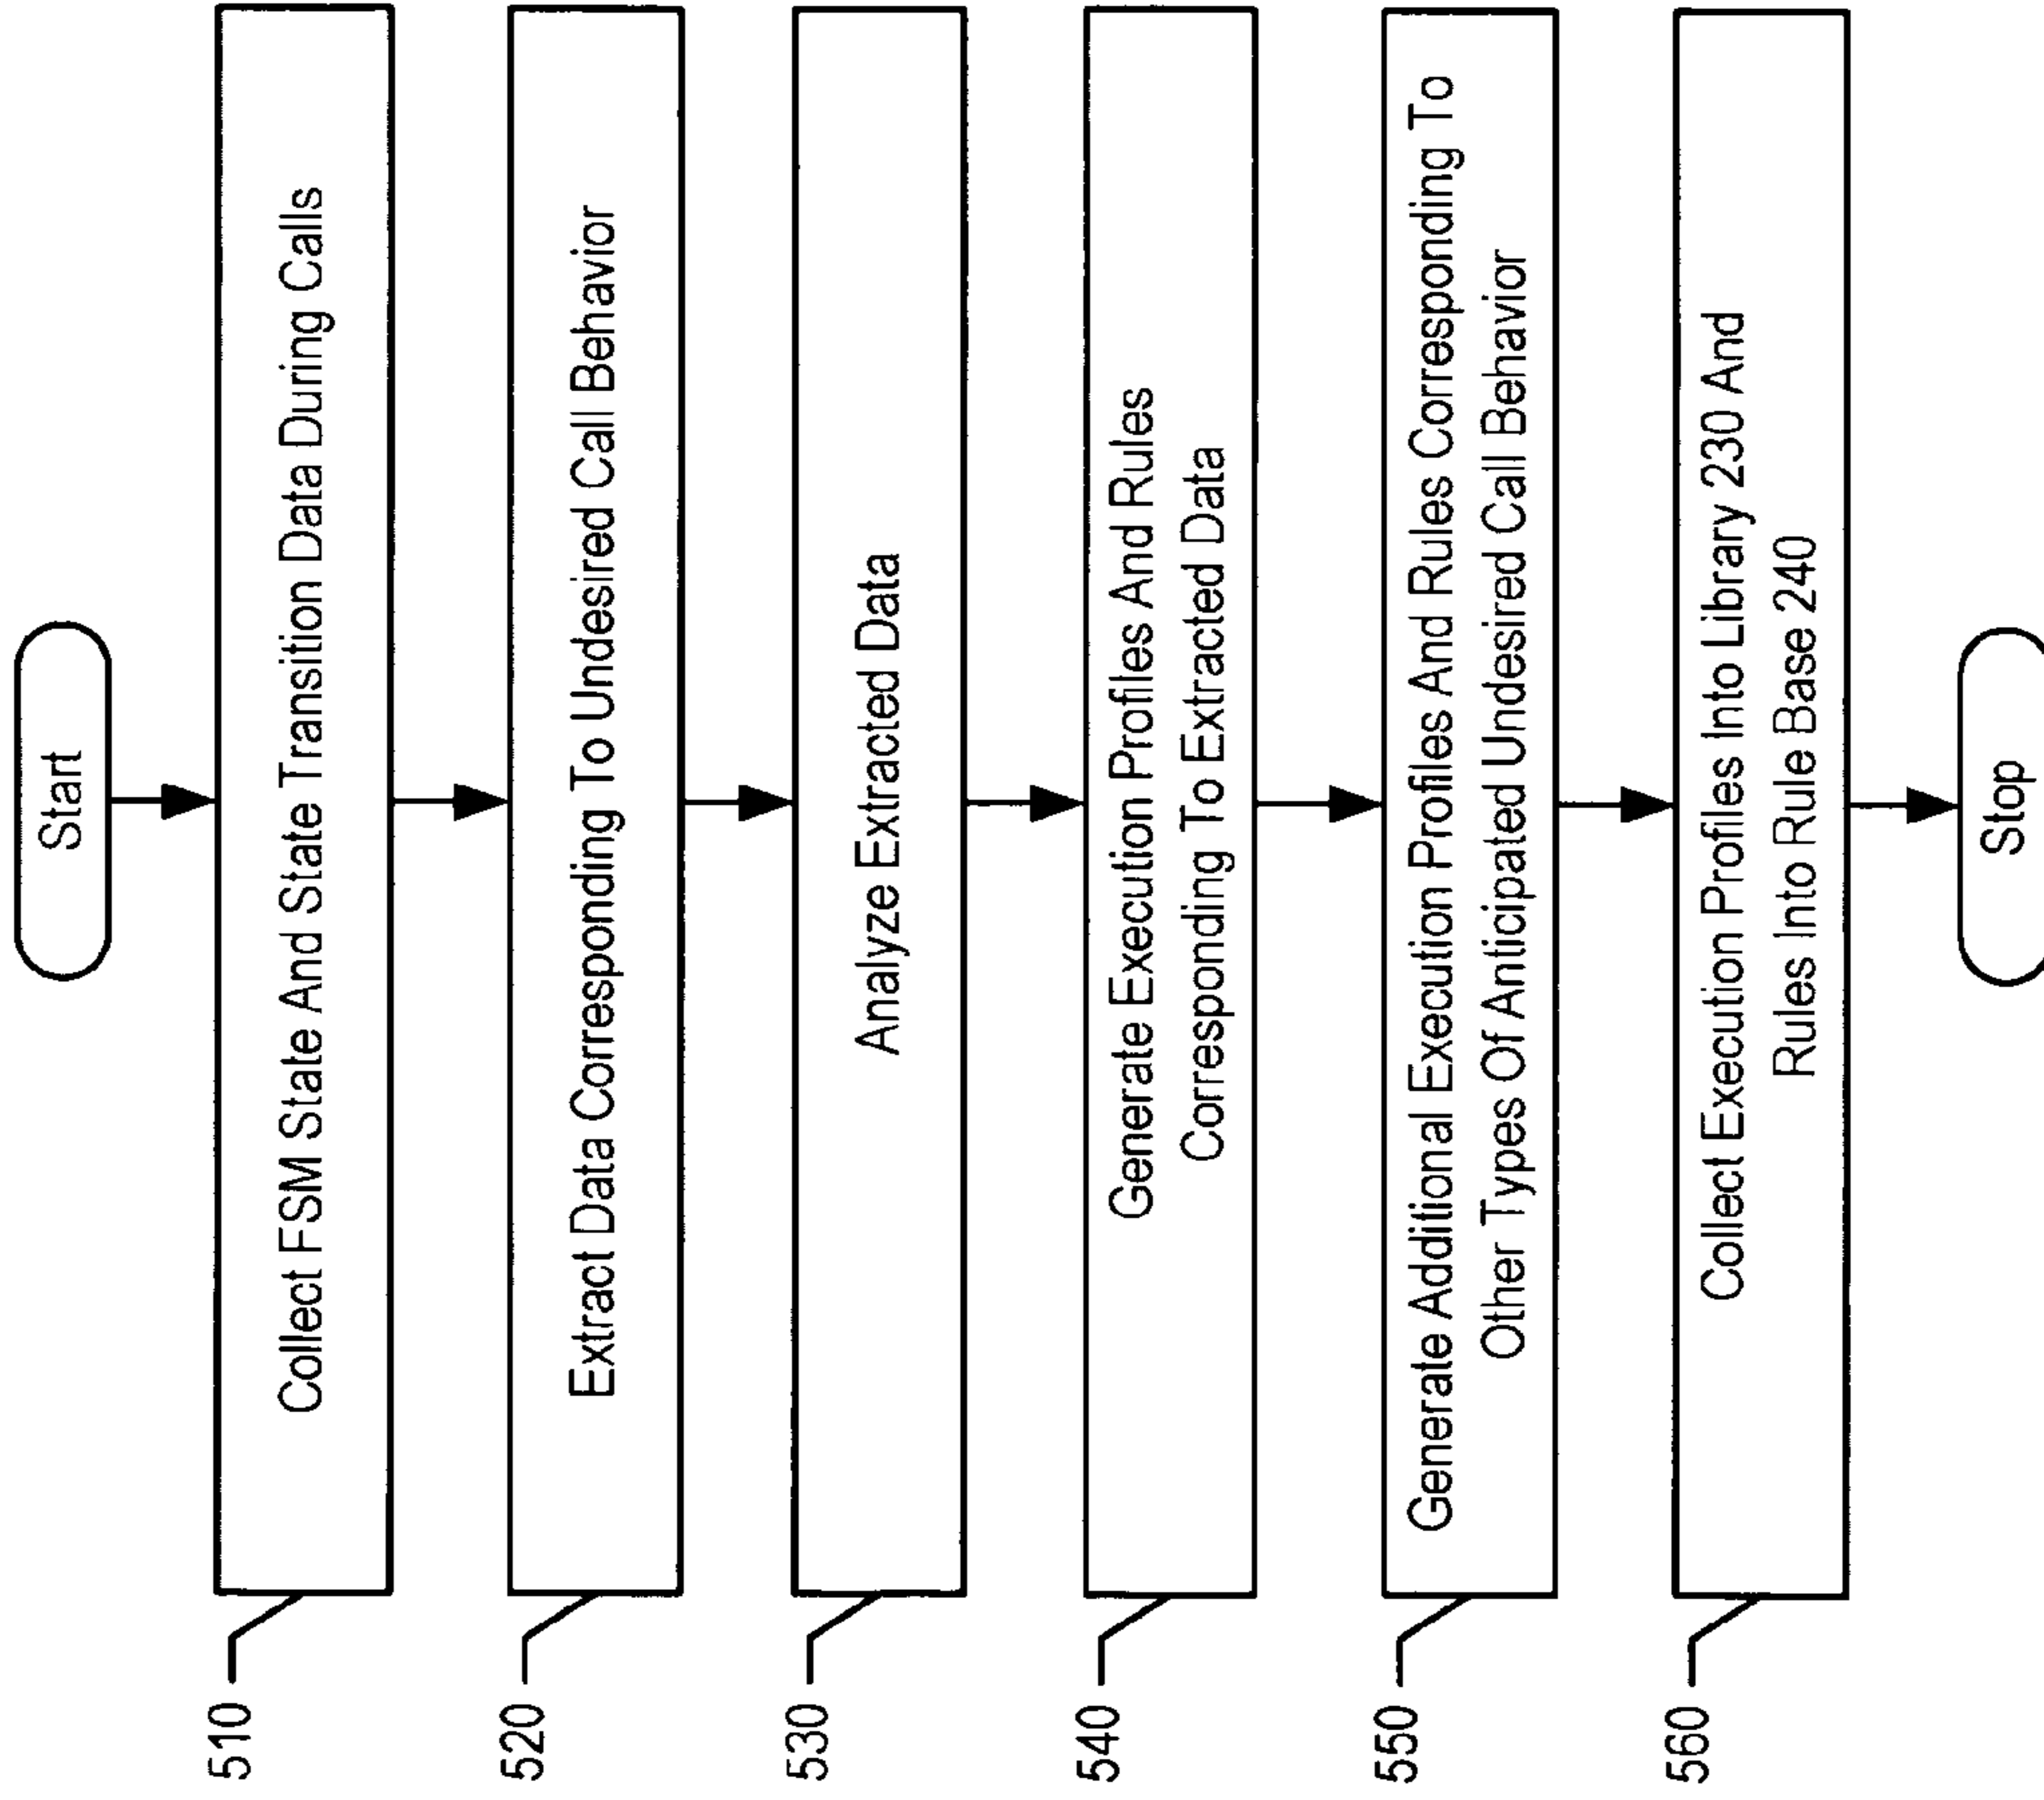 Start
510
Collect FSM State And State Transition Data During Calls
520
Extract Data Corresponding To Undesired Call Behavior
530
Analyze Extracted Data
540
Generate Execution Profiles And Rules
Corresponding To Extracted Data
550
Generate Additional Execution Profiles And Rules Corresponding To
Other Types Of Anticipated Undesired Call Behavior
560
Collect Execution Profiles Into Library 230 And
Rules Into Rule Base 240
Stop